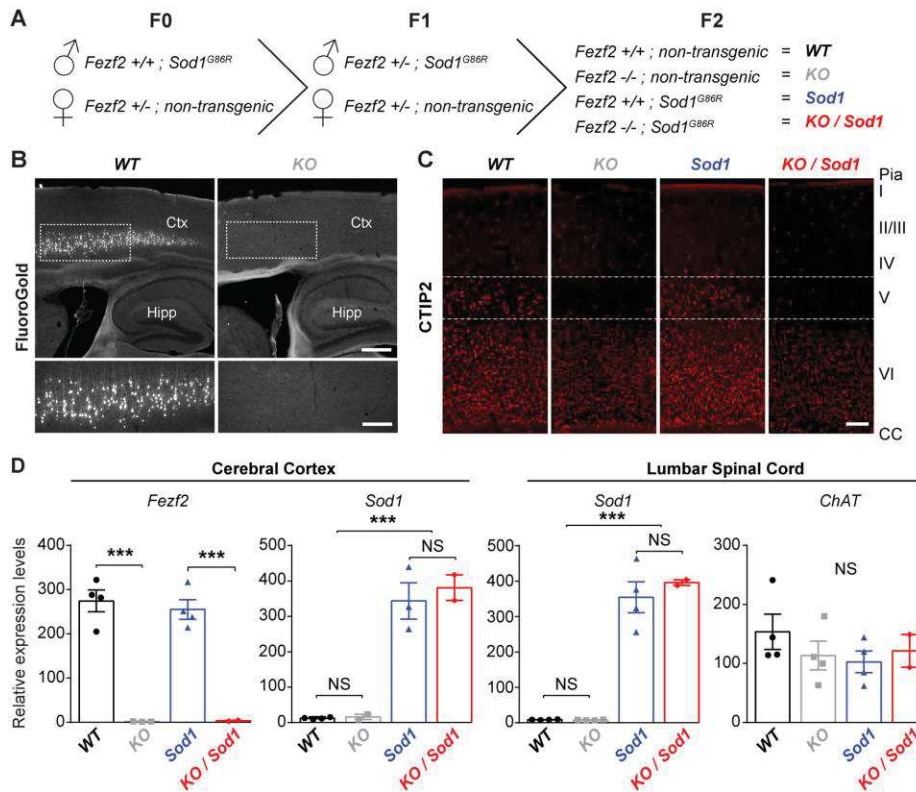 A
F0
F1
F2
Fezf2 +/+ ; Sod1G86R
Fezf2 +/- ; non-transgenic
Fezf2 +/- ; Sod1G86R
Fezf2 +/- ; non-transgenic
Fezf2 +/+ ; non-transgenic = WT
Fezf2 -/- ; non-transgenic = KO
Fezf2 +/+ ; Sod1G86R = Sod1
Fezf2 -/- ; Sod1G86R = KO / Sod1
B
WT
KO
FluoroGold
Ctx
Ctx
Hipp
Hipp
C
WT
KO
Sod1
KO / Sod1
CTIP2
Pia
I
II/III
IV
V
VI
CC
D
Cerebral Cortex
Lumbar Spinal Cord
Relative expression levels
Fezf2
400
300
200
100
0
***
***
WT
KO
Sod1
KO / Sod1
Sod1
500
400
300
200
100
0
***
NS
NS
WT
KO
Sod1
KO / Sod1
Sod1
500
400
300
200
100
0
***
NS
NS
WT
KO
Sod1
KO / Sod1
ChAT
300
200
100
0
NS
WT
KO
Sod1
KO / Sod1